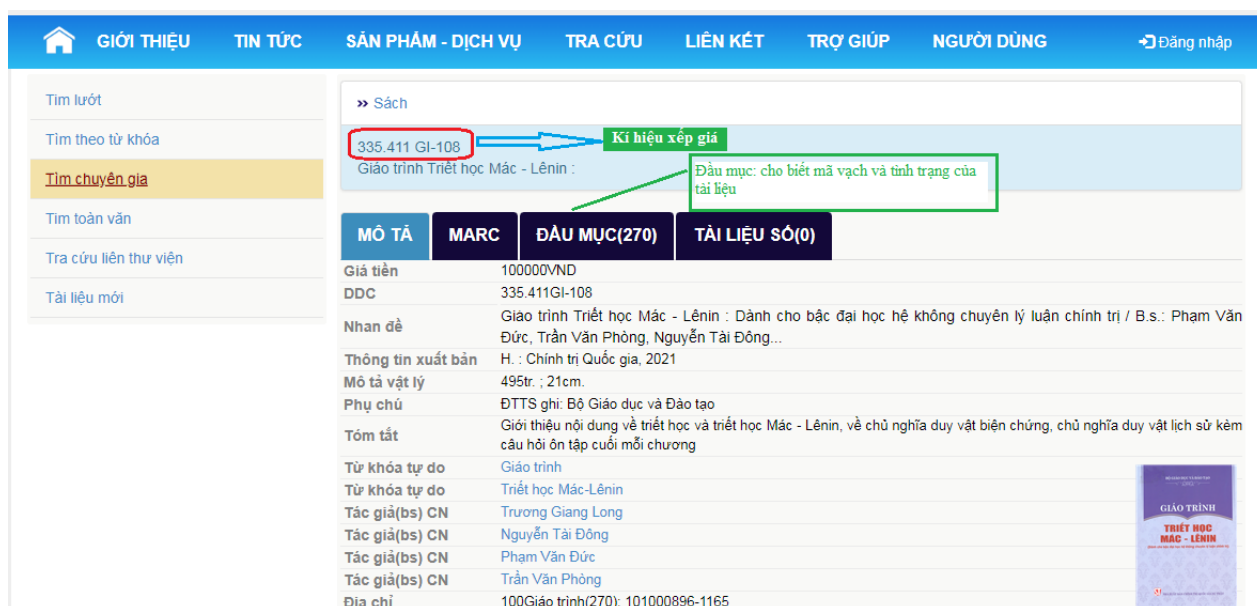 GIỚI THIỆU TIN TỨC SẢN PHẨM - DỊCH VỤ TRA CỨU LIÊN KẾT TRỢ GIÚP NGƯỜI DÙNG Đăng nhập
Tìm lướt
Tìm theo từ khóa
Tìm chuyên gia
Tìm toàn văn
Tra cứu liên thư viện
Tài liệu mới
» Sách
335.411 GI-108
Kí hiệu xếp giá
Giáo trình Triết học Mác - Lênin :
Đầu mục: cho biết mã vạch và tình trạng của
tài liệu
MÔ TẢ MARC ĐẦU MỤC(270) TÀI LIỆU SỐ(0)
Giá tiền 100000VND
DDC 335.411GI-108
Nhan đề Giáo trình Triết học Mác - Lênin : Dành cho bậc đại học hệ không chuyên lý luận chính trị / B.s.: Phạm Văn
Đức, Trần Văn Phòng, Nguyễn Tài Đông...
Thông tin xuất bản H. : Chính trị Quốc gia, 2021
Mô tả vật lý 495tr. ; 21cm.
Phụ chú ĐTTS ghi: Bộ Giáo dục và Đào tạo
Tóm tắt Giới thiệu nội dung về triết học và triết học Mác - Lênin, về chủ nghĩa duy vật biện chứng, chủ nghĩa duy vật lịch sử kèm
câu hỏi ôn tập cuối mỗi chương
Từ khóa tự do Giáo trình
Từ khóa tự do Triết học Mác-Lênin
Tác giả(bs) CN Trương Giang Long
Tác giả(bs) CN Nguyễn Tài Đông
Tác giả(bs) CN Phạm Văn Đức
Tác giả(bs) CN Trần Văn Phòng
Địa chỉ 100Giáo trình(270): 101000896-1165
GIÁO TRÌNH
TRIẾT HỌC
MÁC - LÊNIN